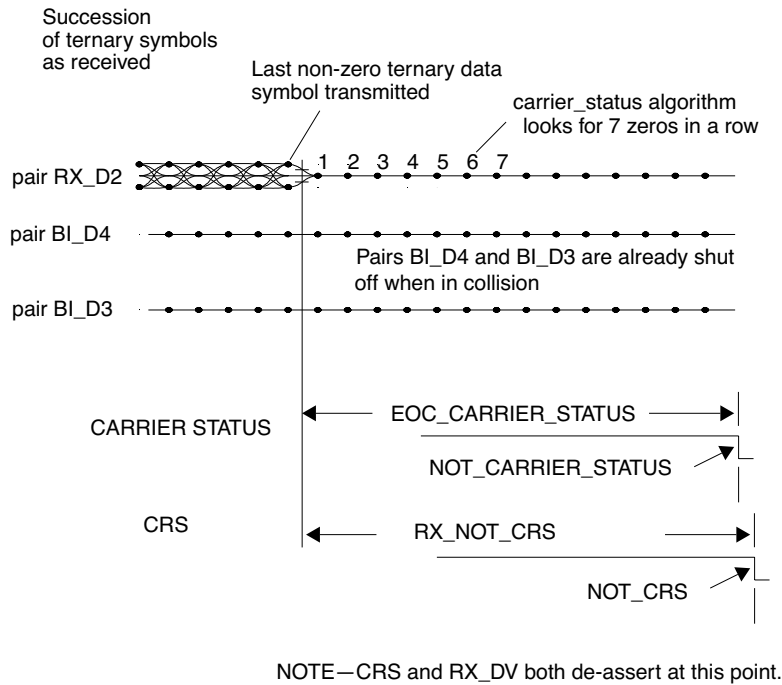 Succession
of ternary symbols
as received
Last non-zero ternary data
symbol transmitted
carrier_status algorithm
looks for 7 zeros in a row
1 2 3 4 5 6 7
pair RX_D2
pair BI_D4
Pairs BI_D4 and BI_D3 are already shut
off when in collision
pair BI_D3
EOC_CARRIER_STATUS
CARRIER STATUS
NOT_CARRIER_STATUS
CRS
RX_NOT_CRS
NOT_CRS
NOTE—CRS and RX_DV both de-assert at this point.